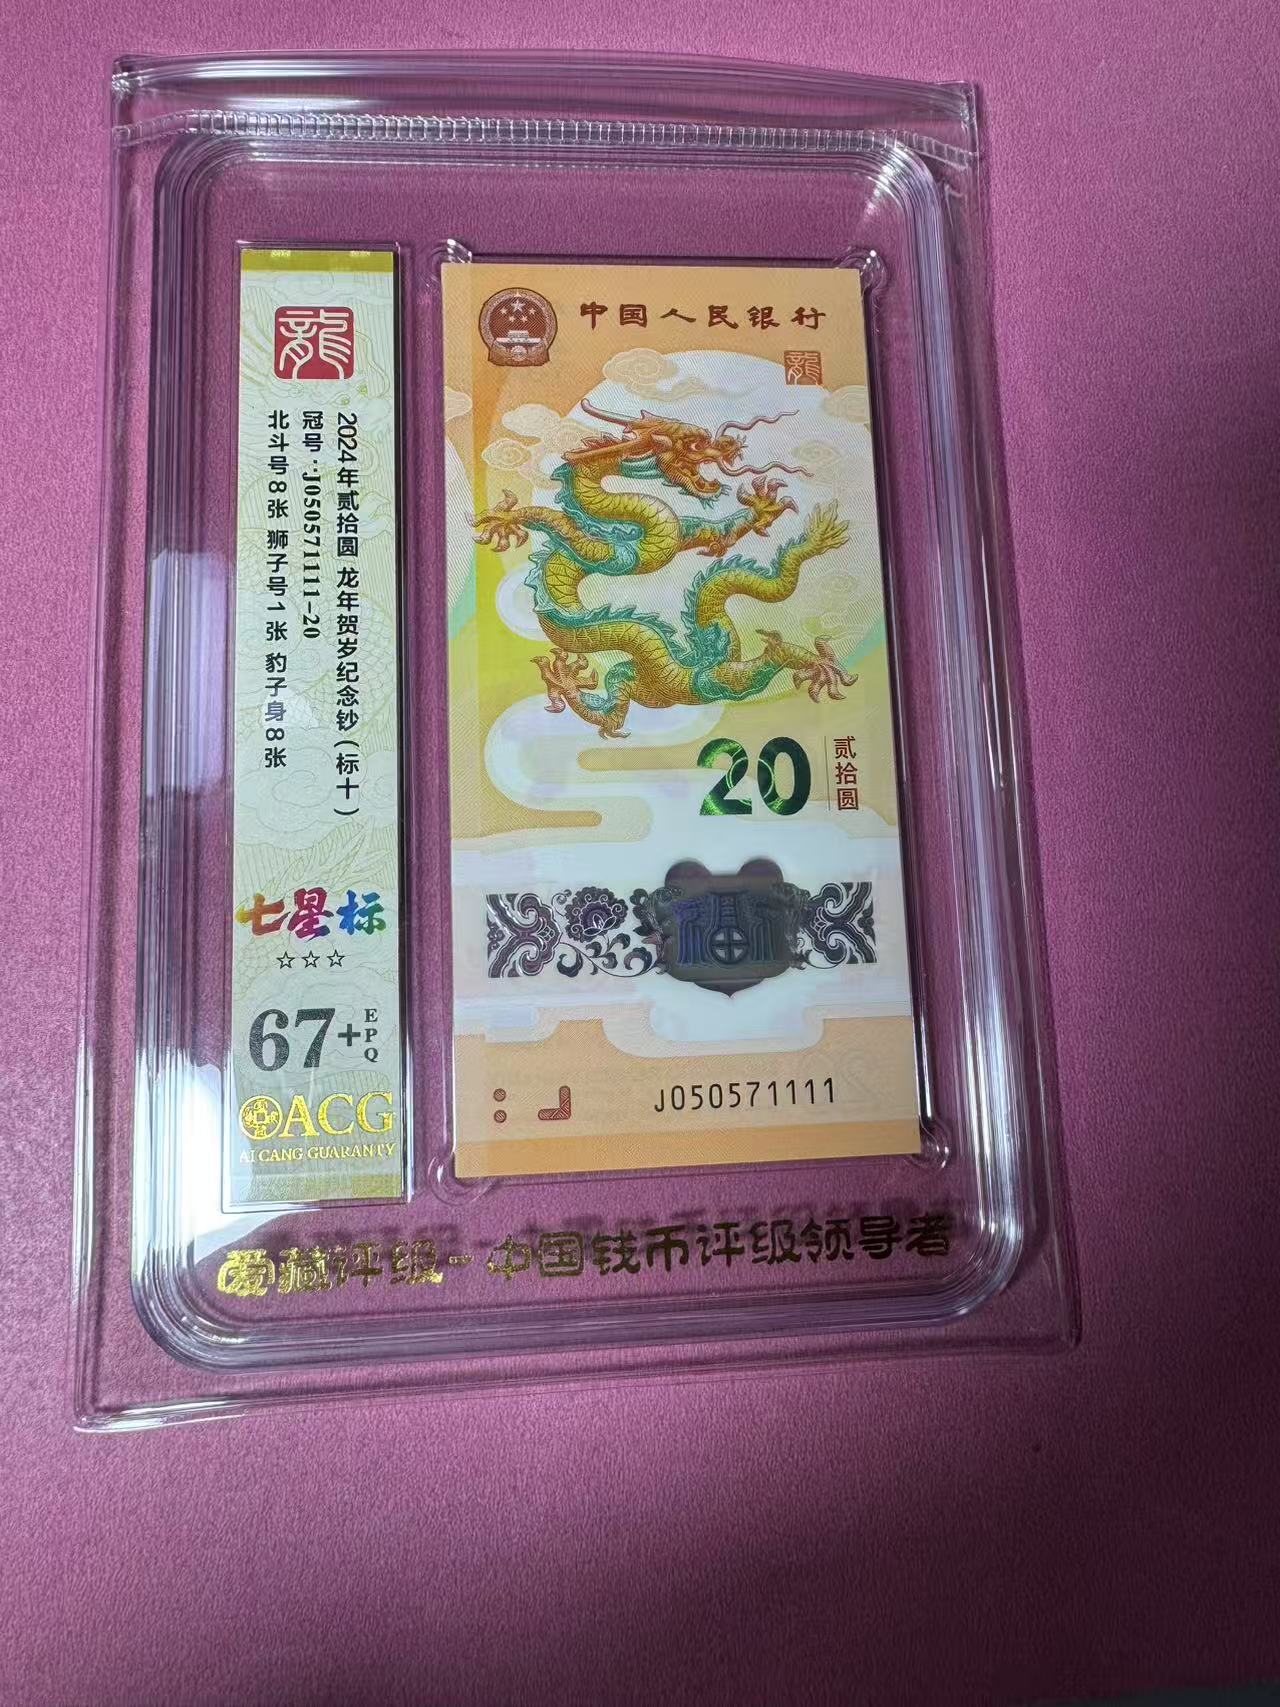 龍
2024年贰拾圆 龙年贺岁纪念钞(标十)
冠号:J050571111-20
北斗号8张 狮子号1张 豹子身8张
七星标
☆☆☆
67+
EPQ
ACG
AI CANG GUARANTY
中国人民银行
龍
20
贰拾圆
福
J050571111
爱藏评级-中国钱币评级领导者